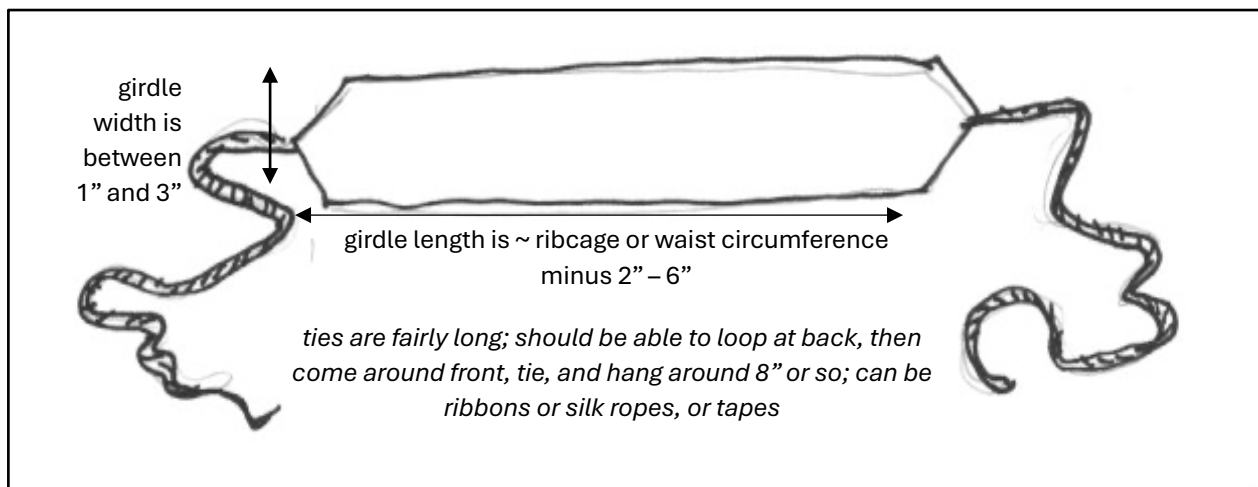 girdle
width is
between
1” and 3”
girdle length is ~ ribcage or waist circumference
minus 2” – 6”
ties are fairly long; should be able to loop at back, then
come around front, tie, and hang around 8” or so; can be
ribbons or silk ropes, or tapes